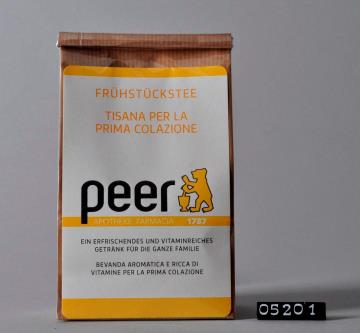 FRÜHSTÜCKSTEE
TISANA PER LA
PRIMA COLAZIONE
peer
APOTHEKE FARMACIA 1787
EIN ERFRISCHENDES UND VITAMINREICHES
GETRÄNK FÜR DIE GANZE FAMILIE
BEVANDA AROMATICA E RICCA DI
VITAMINE PER LA PRIMA COLAZIONE
05201